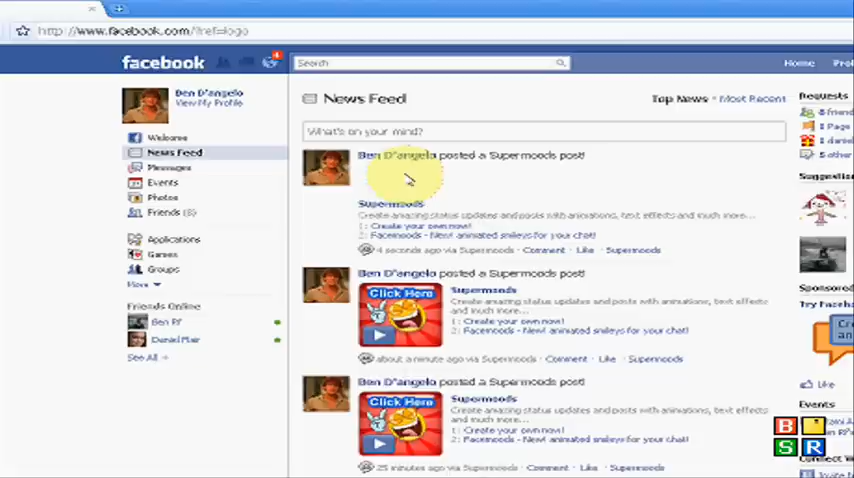 http://www.facebook.com/?ref=logo
facebook
4
Search
Home
Ben D'angelo
View My Profile
Welcome
News Feed
Messages
Events
Photos
Friends (8)
Applications
Games
Groups
More
Friends Online
Ben Rf
Daniel Plair
See All
News Feed
Top News · Most Recent
What's on your mind?
Ben D'angelo posted a Supermoods post!
Supermoods
Create amazing status updates and posts with animations, text effects and much more...
1: Create your own now!
2: Facemoods - New! animated smileys for your chat!
4 seconds ago via Supermoods · Comment · Like · Supermoods
Ben D'angelo posted a Supermoods post!
Click Here
Supermoods
Create amazing status updates and posts with animations, text effects
and much more...
1: Create your own now!
2: Facemoods - New! animated smileys for your chat!
about a minute ago via Supermoods · Comment · Like · Supermoods
Ben D'angelo posted a Supermoods post!
Click Here
Supermoods
Create amazing status updates and posts with animations, text effects
and much more...
1: Create your own now!
2: Facemoods - New! animated smileys for your chat!
25 minutes ago via Supermoods · Comment · Like · Supermoods
Requests
1 Page
5 other
Like
Events
B
S R